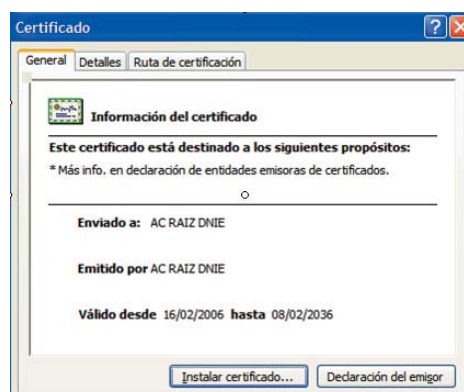 Certificado
General Detalles Ruta de certificación
Información del certificado
Este certificado está destinado a los siguientes propósitos:
* Más info. en declaración de entidades emisoras de certificados.
Enviado a: AC RAIZ DNIE
Emitido por AC RAIZ DNIE
Válido desde 16/02/2006 hasta 08/02/2036
Instalar certificado... Declaración del emisor